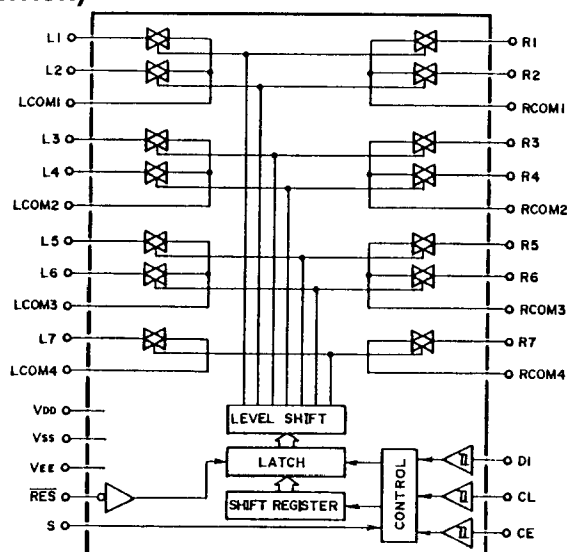 L1
R1
L2
R2
LCOM1
RCOM1
L3
R3
L4
R4
LCOM2
RCOM2
L5
R5
L6
R6
LCOM3
RCOM3
L7
R7
LCOM4
RCOM4
VDD
LEVEL SHIFT
VSS
VEE
LATCH
CONTROL
DI
RES
SHIFT REGISTER
CL
S
CE